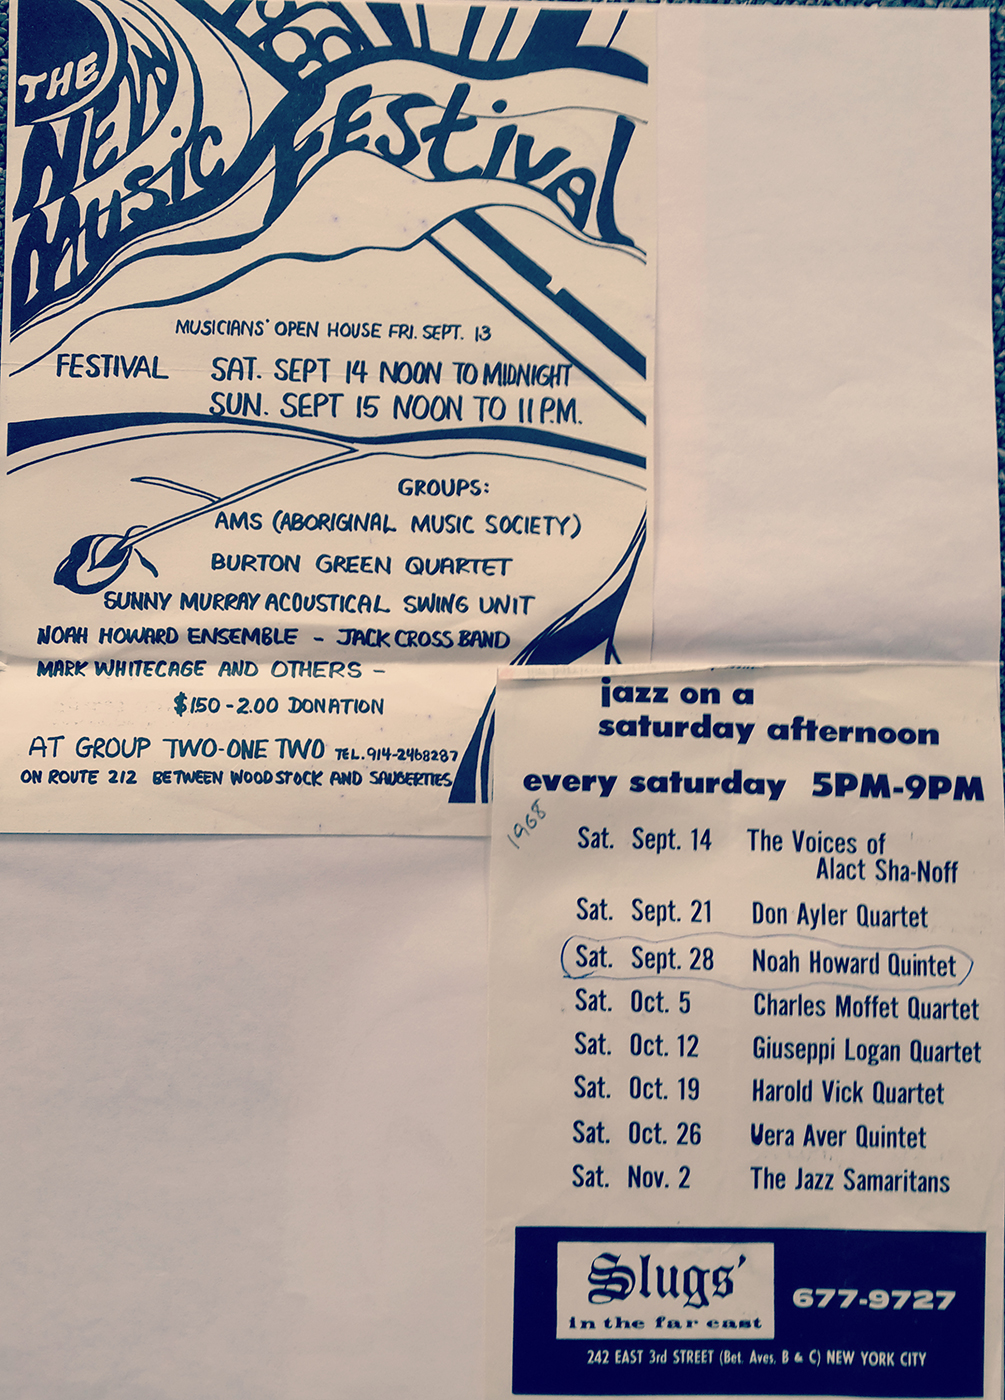 THE
NEW
MUSIC
FESTIVAL
MUSICIANS' OPEN HOUSE FRI. SEPT. 13
FESTIVAL SAT. SEPT 14 NOON TO MIDNIGHT
SUN. SEPT 15 NOON TO 11 P.M.
GROUPS:
AMS (ABORIGINAL MUSIC SOCIETY)
BURTON GREEN QUARTET
SUNNY MURRAY ACOUSTICAL SWING UNIT
NOAH HOWARD ENSEMBLE - JACK CROSS BAND
MARK WHITECAGE AND OTHERS -
$1.50 - 2.00 DONATION
AT GROUP TWO-ONE TWO TEL. 914-2468287
ON ROUTE 212 BETWEEN WOODSTOCK AND SAUGERTIES
jazz on a
saturday afternoon
every saturday 5PM-9PM
1968
Sat. Sept. 14 The Voices of
Alact Sha-Noff
Sat. Sept. 21 Don Ayler Quartet
Sat. Sept. 28 Noah Howard Quintet
Sat. Oct. 5 Charles Moffet Quartet
Sat. Oct. 12 Giuseppi Logan Quartet
Sat. Oct. 19 Harold Vick Quartet
Sat. Oct. 26 Vera Aver Quintet
Sat. Nov. 2 The Jazz Samaritans
Slugs'
in the far east
677-9727
242 EAST 3rd STREET (Bet. Aves. B & C) NEW YORK CITY